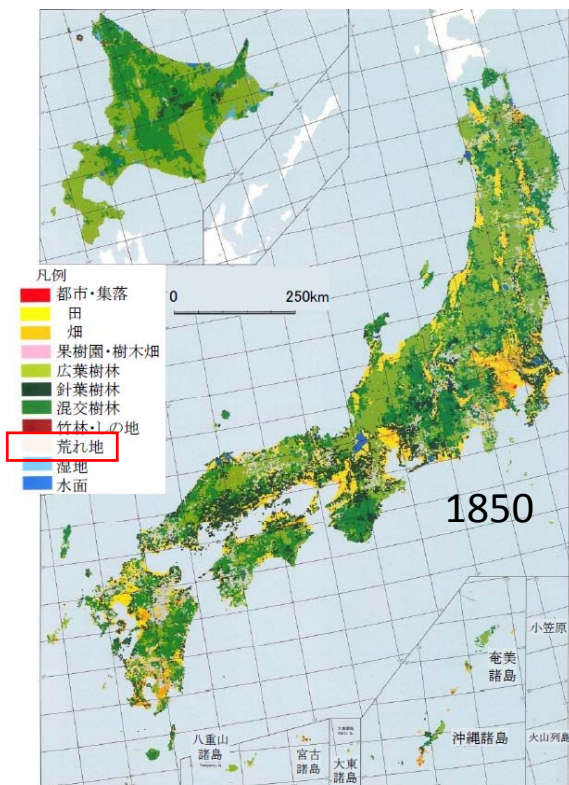 凡例
都市・集落
田
畑
果樹園・樹木畑
広葉樹林
針葉樹林
混交樹林
竹林・しの地
荒れ地
湿地
水面
0 250km
1850
小笠原
奄美
諸島
沖縄諸島
火山列島
八重山
諸島
宮古
諸島
大東
諸島